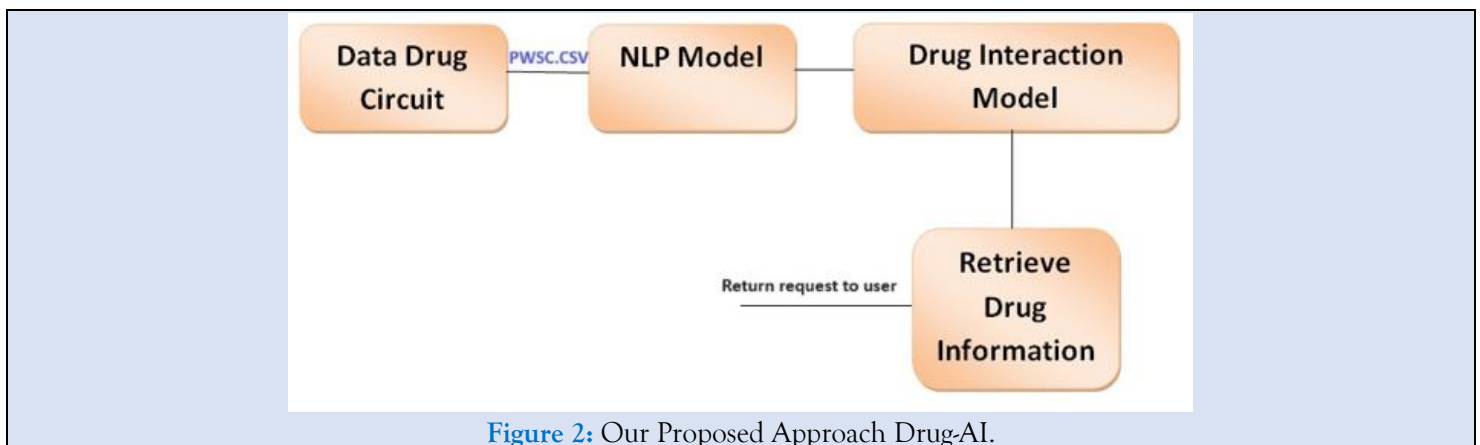 Data Drug
Circuit
PWSC.CSV
NLP Model
Drug Interaction
Model
Retrieve
Drug
Information
Return request to user
Figure 2: Our Proposed Approach Drug-AI.